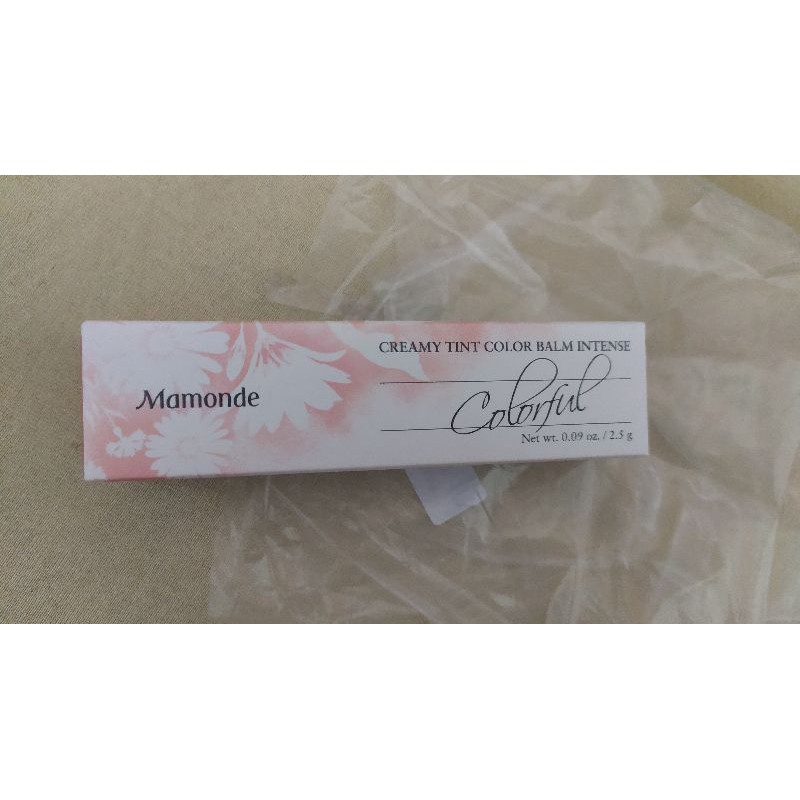 Mamonde
CREAMY TINT COLOR BALM INTENSE
Colorful
Net wt. 0.09 oz. / 2.5 g